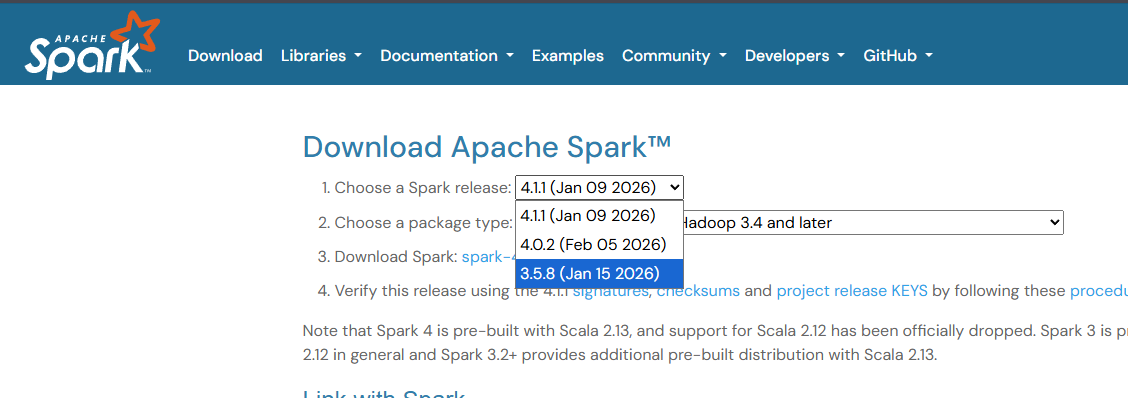 APACHE
Spark™
Download Libraries Documentation Examples Community Developers GitHub
Download Apache Spark™
1. Choose a Spark release: 4.1.1 (Jan 09 2026)
4.1.1 (Jan 09 2026)
4.0.2 (Feb 05 2026)
3.5.8 (Jan 15 2026)
2. Choose a package type: Hadoop 3.4 and later
3. Download Spark: spark-
4. Verify this release using the 4.1.1 signatures, checksums and project release KEYS by following these
Note that Spark 4 is pre-built with Scala 2.13, and support for Scala 2.12 has been officially dropped. Spark 3 is
2.12 in general and Spark 3.2+ provides additional pre-built distribution with Scala 2.13.
Link with Spark